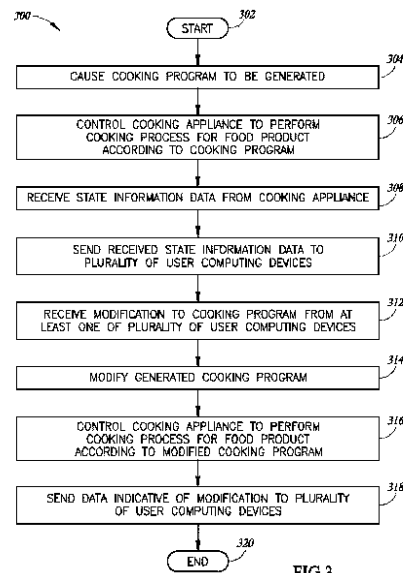 300
302
START
304
CAUSE COOKING PROGRAM TO BE GENERATED
306
CONTROL COOKING APPLIANCE TO PERFORM
COOKING PROCESS FOR FOOD PRODUCT
ACCORDING TO COOKING PROGRAM
308
RECEIVE STATE INFORMATION DATA FROM COOKING APPLIANCE
310
SEND RECEIVED STATE INFORMATION DATA TO
PLURALITY OF USER COMPUTING DEVICES
312
RECEIVE MODIFICATION TO COOKING PROGRAM FROM AT
LEAST ONE OF PLURALITY OF USER COMPUTING DEVICES
314
MODIFY GENERATED COOKING PROGRAM
316
CONTROL COOKING APPLIANCE TO PERFORM
COOKING PROCESS FOR FOOD PRODUCT
ACCORDING TO MODIFIED COOKING PROGRAM
318
SEND DATA INDICATIVE OF MODIFICATION TO PLURALITY
OF USER COMPUTING DEVICES
320
END
FIG.3